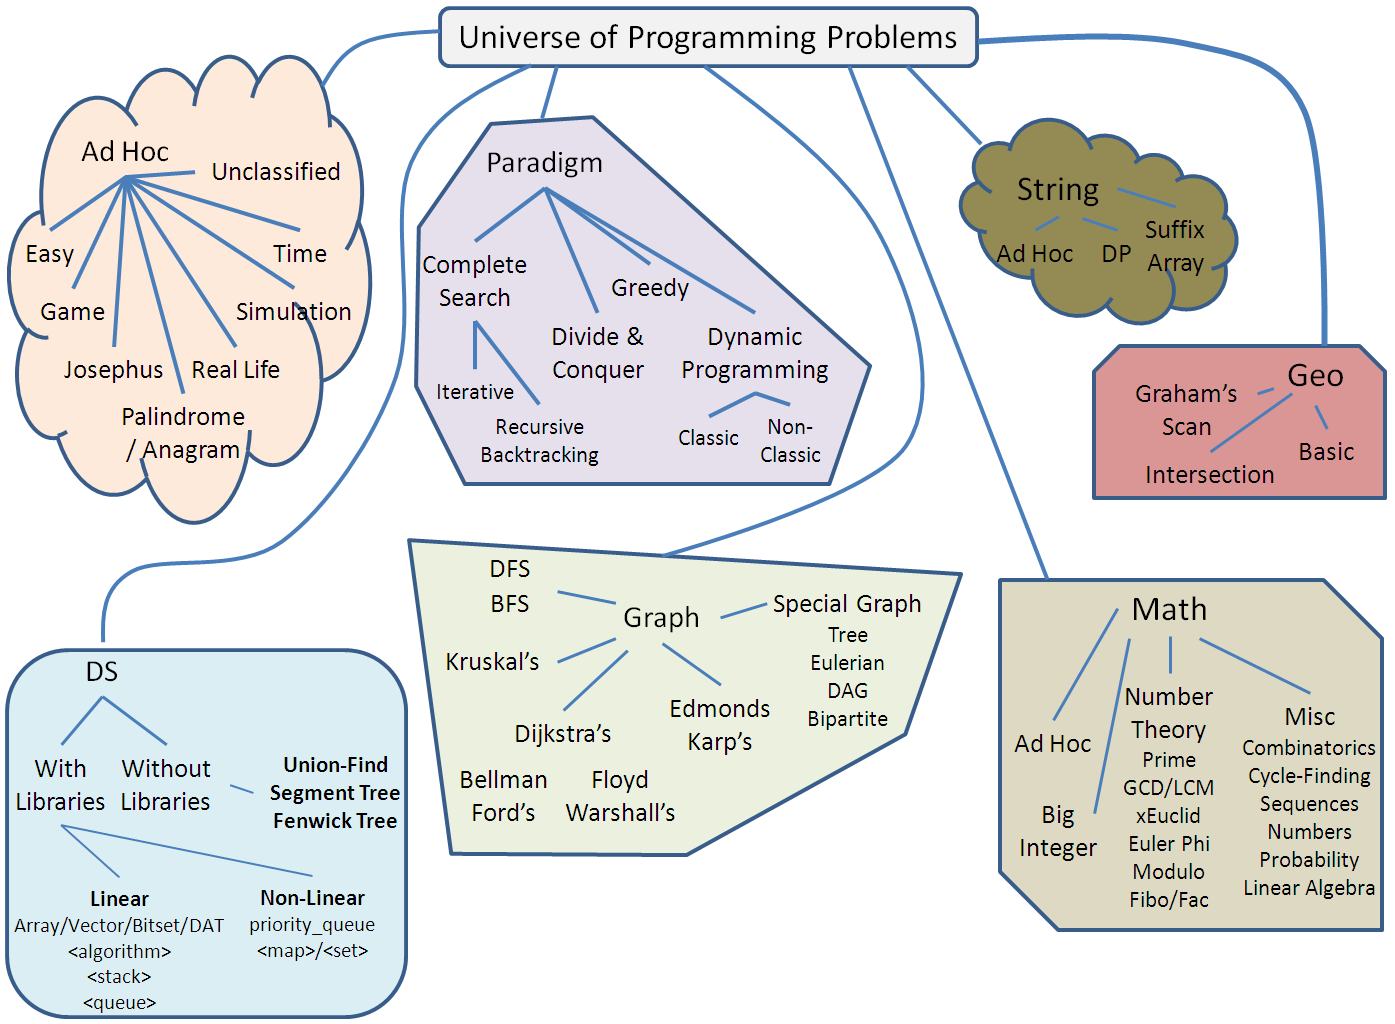 Universe of Programming Problems
Ad Hoc
Unclassified
Easy
Time
Game
Simulation
Josephus
Real Life
Palindrome
/ Anagram
Paradigm
Complete
Search
Greedy
Divide &
Conquer
Dynamic
Programming
Iterative
Recursive
Backtracking
Classic
Non-
Classic
String
Ad Hoc
DP
Suffix
Array
Geo
Graham’s
Scan
Basic
Intersection
DS
With
Libraries
Without
Libraries
Union-Find
Segment Tree
Fenwick Tree
Linear
Array/Vector/Bitset/DAT
<algorithm>
<stack>
<queue>
Non-Linear
priority_queue
<map>/<set>
Graph
DFS
BFS
Kruskal’s
Dijkstra’s
Bellman
Ford’s
Floyd
Warshall’s
Edmonds
Karp’s
Special Graph
Tree
Eulerian
DAG
Bipartite
Math
Ad Hoc
Big
Integer
Number
Theory
Prime
GCD/LCM
xEuclid
Euler Phi
Modulo
Fibo/Fac
Misc
Combinatorics
Cycle-Finding
Sequences
Numbers
Probability
Linear Algebra